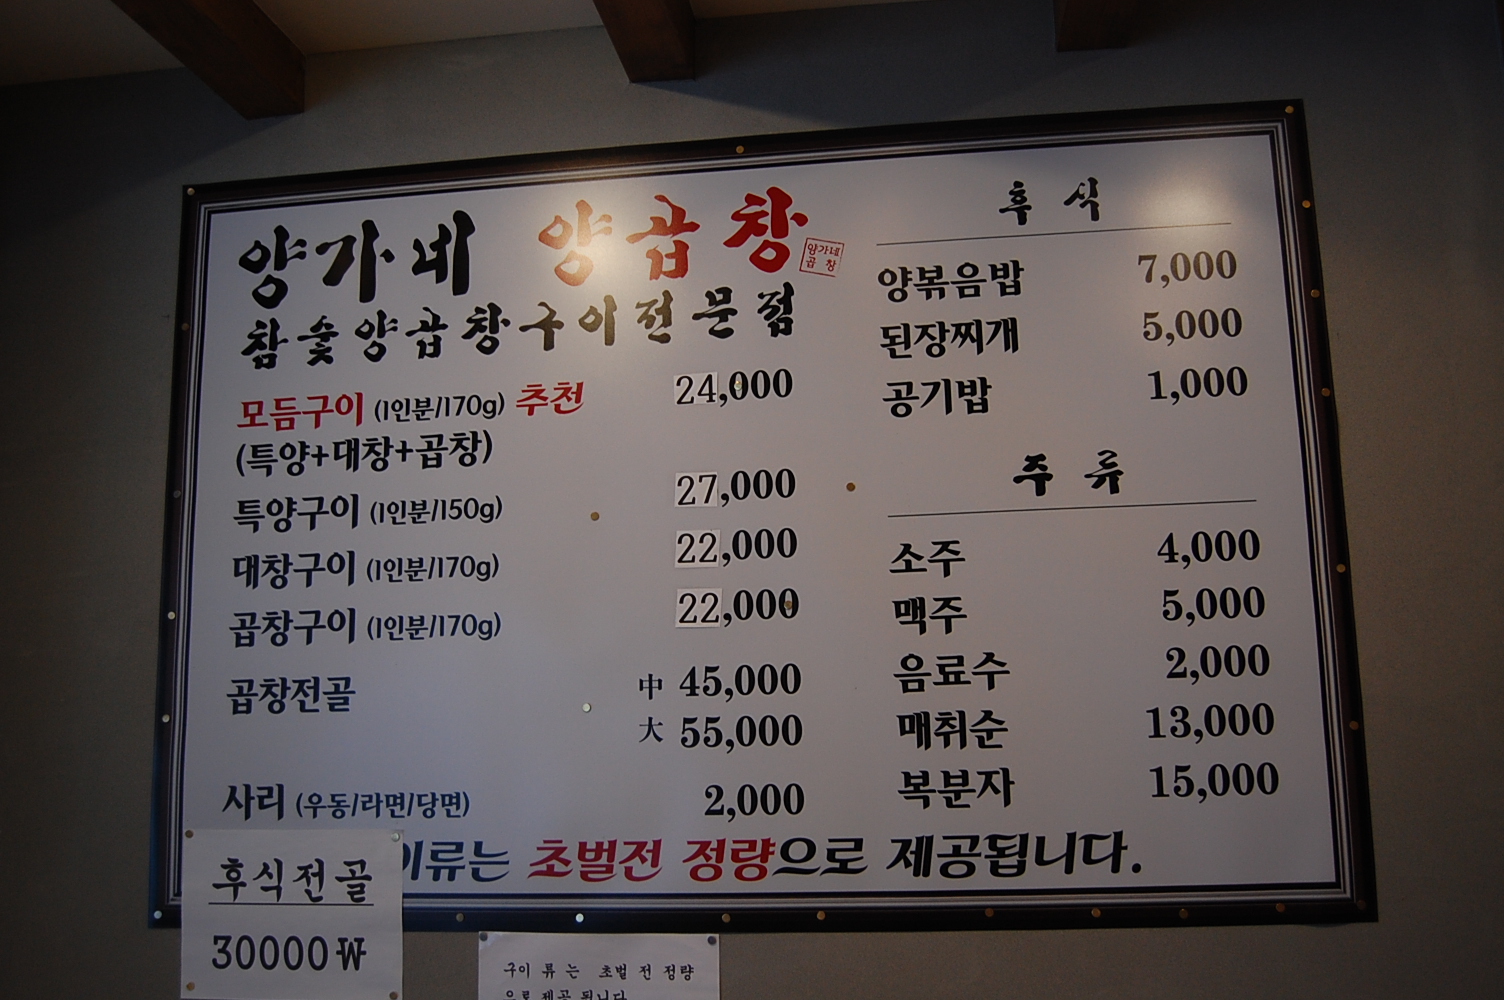 양가네 양곱창
양가네
곱창
참숯양곱창구이전문점
모듬구이 (1인분/170g) 추천 24,000
(특양+대창+곱창)
특양구이 (1인분/150g) 27,000
대창구이 (1인분/170g) 22,000
곱창구이 (1인분/170g) 22,000
곱창전골 中 45,000
大 55,000
사리 (우동/라면/당면) 2,000
이류는 초벌전 정량으로 제공됩니다.
후식
양볶음밥 7,000
된장찌개 5,000
공기밥 1,000
주류
소주 4,000
맥주 5,000
음료수 2,000
매취순 13,000
복분자 15,000
후식전골
30000₩
구이 류 는 초벌 전 정량
으로 제공 됩니다